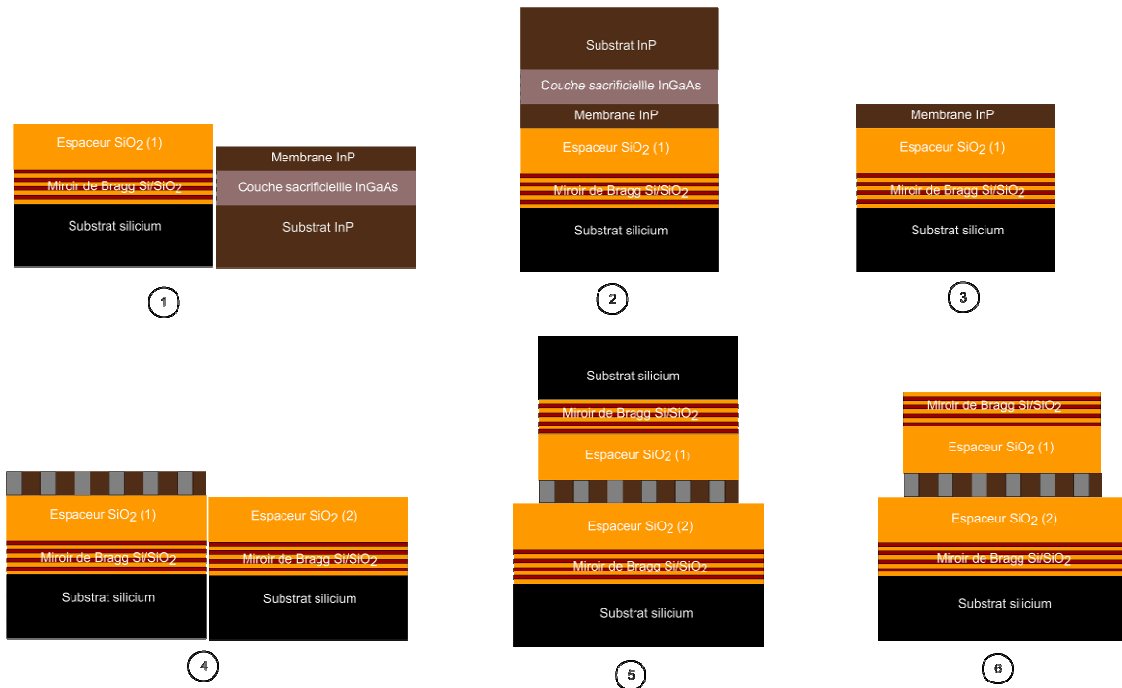 Substrat InP
Couche sacrificiellle InGaAs
Espaceur SiO2 (1)
Membrane InP
Membrane InP
Membrane InP
Miroir de Bragg Si/SiO2
Couche sacrificiellle InGaAs
Espaceur SiO2 (1)
Espaceur SiO2 (1)
Miroir de Bragg Si/SiO2
Miroir de Bragg Si/SiO2
Substrat silicium
Substrat InP
Substrat silicium
Substrat silicium
1
2
3
Substrat silicium
Miroir de Bragg Si/SiO2
Miroir de Bragg Si/SiO2
Espaceur SiO2 (1)
Espaceur SiO2 (1)
Espaceur SiO2 (1)
Espaceur SiO2 (2)
Espaceur SiO2 (2)
Espaceur SiO2 (2)
Miroir de Bragg Si/SiO2
Miroir de Bragg Si/SiO2
Miroir de Bragg Si/SiO2
Miroir de Bragg Si/SiO2
Substrat silicium
Substrat silicium
Substrat silicium
Substrat silicium
4
5
6